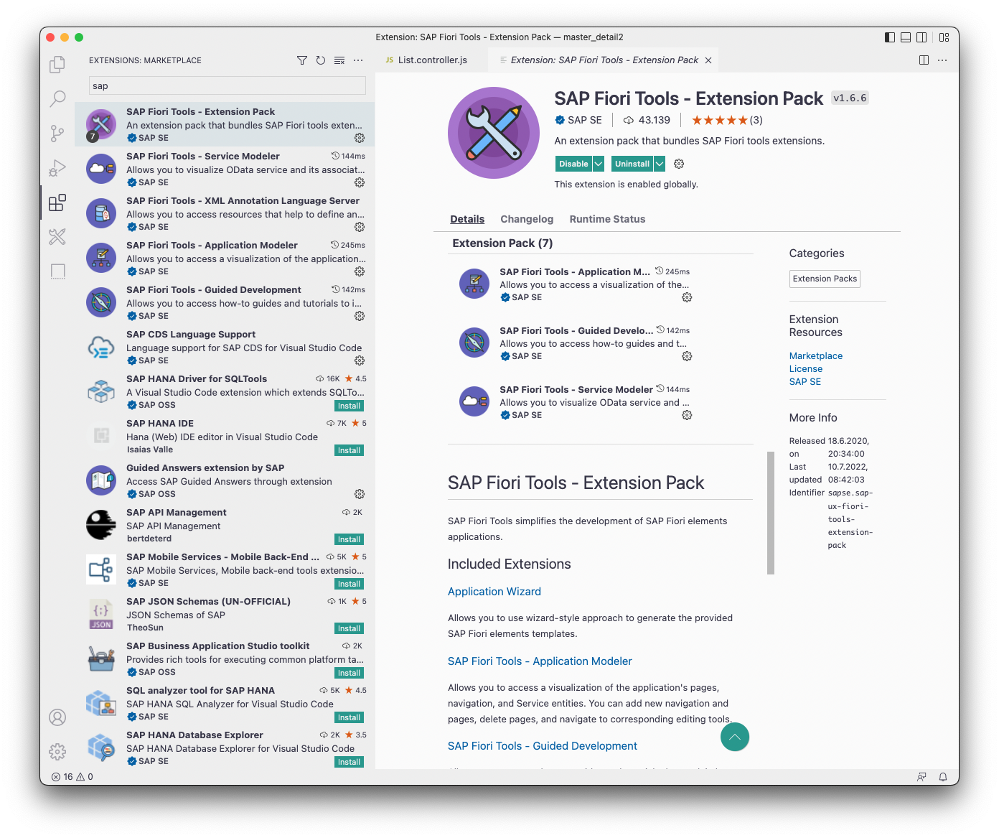 Extension: SAP Fiori Tools - Extension Pack — master_detail2
EXTENSIONS: MARKETPLACE
sap
SAP Fiori Tools - Extension Pack
An extension pack that bundles SAP Fiori tools exten...
7
SAP SE
SAP Fiori Tools - Service Modeler 144ms
Allows you to visualize OData service and its associat...
SAP SE
SAP Fiori Tools - XML Annotation Language Server
Allows you to access resources that help to define an...
SAP SE
SAP Fiori Tools - Application Modeler 245ms
Allows you to access a visualization of the application...
SAP SE
SAP Fiori Tools - Guided Development 142ms
Allows you to access how-to guides and tutorials to i...
SAP SE
SAP CDS Language Support
Language support for SAP CDS for Visual Studio Code
SAP SE
SAP HANA Driver for SQLTools 16K 4.5
A Visual Studio Code extension which extends SQLTo...
SAP OSS Install
SAP HANA IDE 7K 5
Hana (Web) IDE editor in Visual Studio Code
Isaias Valle Install
Guided Answers extension by SAP
Access SAP Guided Answers through extension
SAP OSS
SAP API Management 2K
SAP API Management
bertdeterd Install
SAP Mobile Services - Mobile Back-End ... 5K 5
SAP Mobile Services, Mobile back-end tools extensio...
SAP SE Install
SAP JSON Schemas (UN-OFFICIAL) 1K 5
JSON Schemas of SAP
JSON
TheoSun Install
SAP Business Application Studio toolkit 2K
Provides rich tools for executing common platform ta...
SAP OSS Install
SQL analyzer tool for SAP HANA 5K 4.5
SAP HANA SQL Analyzer for Visual Studio Code
SAP SE Install
SAP HANA Database Explorer 2K 3.5
SAP HANA Database Explorer for Visual Studio Code
SAP SE Install
JS List.controller.js
Extension: SAP Fiori Tools - Extension Pack
SAP Fiori Tools - Extension Pack v1.6.6
SAP SE 43.139 (3)
An extension pack that bundles SAP Fiori tools extensions.
Disable Uninstall
This extension is enabled globally.
Details Changelog Runtime Status
Extension Pack (7)
SAP Fiori Tools - Application M... 245ms
Allows you to access a visualization of the...
SAP SE
SAP Fiori Tools - Guided Develo... 142ms
Allows you to access how-to guides and t...
SAP SE
SAP Fiori Tools - Service Modeler 144ms
Allows you to visualize OData service and ...
SAP SE
SAP Fiori Tools - Extension Pack
SAP Fiori Tools simplifies the development of SAP Fiori elements
applications.
Included Extensions
Application Wizard
Allows you to use wizard-style approach to generate the provided
SAP Fiori elements templates.
SAP Fiori Tools - Application Modeler
Allows you to access a visualization of the application's pages,
navigation, and Service entities. You can add new navigation and
pages, delete pages, and navigate to corresponding editing tools.
SAP Fiori Tools - Guided Development
Categories
Extension Packs
Extension
Resources
Marketplace
License
SAP SE
More Info
Released 18.6.2020,
on 20:34:00
Last 10.7.2022,
updated 08:42:03
Identifier sapse.sap-
ux-fiori-
tools-
extension-
pack
16 0